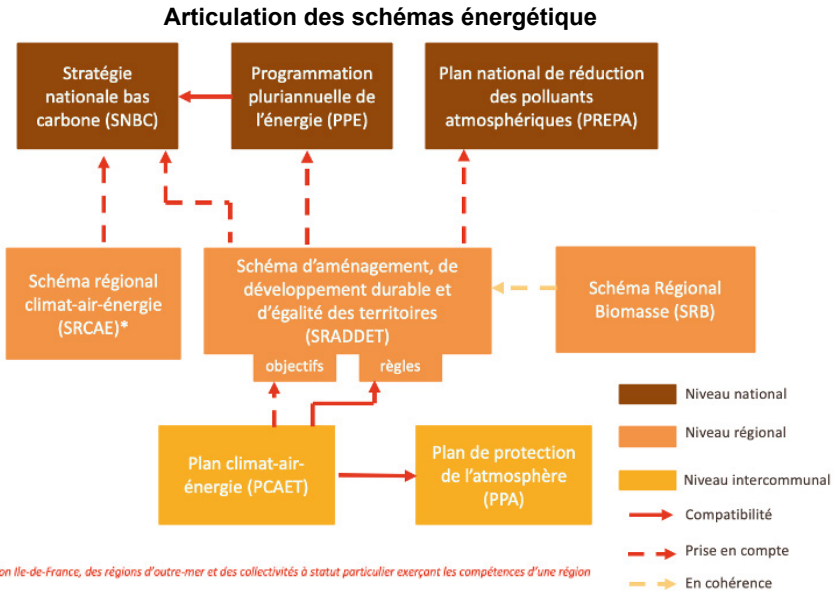 Articulation des schémas énergétique
Stratégie
nationale bas
carbone (SNBC)
Programmation
pluriannuelle de
l'énergie (PPE)
Plan national de réduction
des polluants
atmosphériques (PREPA)
Schéma régional
climat-air-énergie
(SRCAE)*
Schéma d'aménagement, de
développement durable et
d'égalité des territoires
(SRADDET)
objectifs
règles
Schéma Régional
Biomasse (SRB)
Plan climat-air-
énergie (PCAET)
Plan de protection
de l'atmosphère
(PPA)
Niveau national
Niveau régional
Niveau intercommunal
Compatibilité
Prise en compte
En cohérence
on Ile-de-France, des régions d'outre-mer et des collectivités à statut particulier exerçant les compétences d'une région